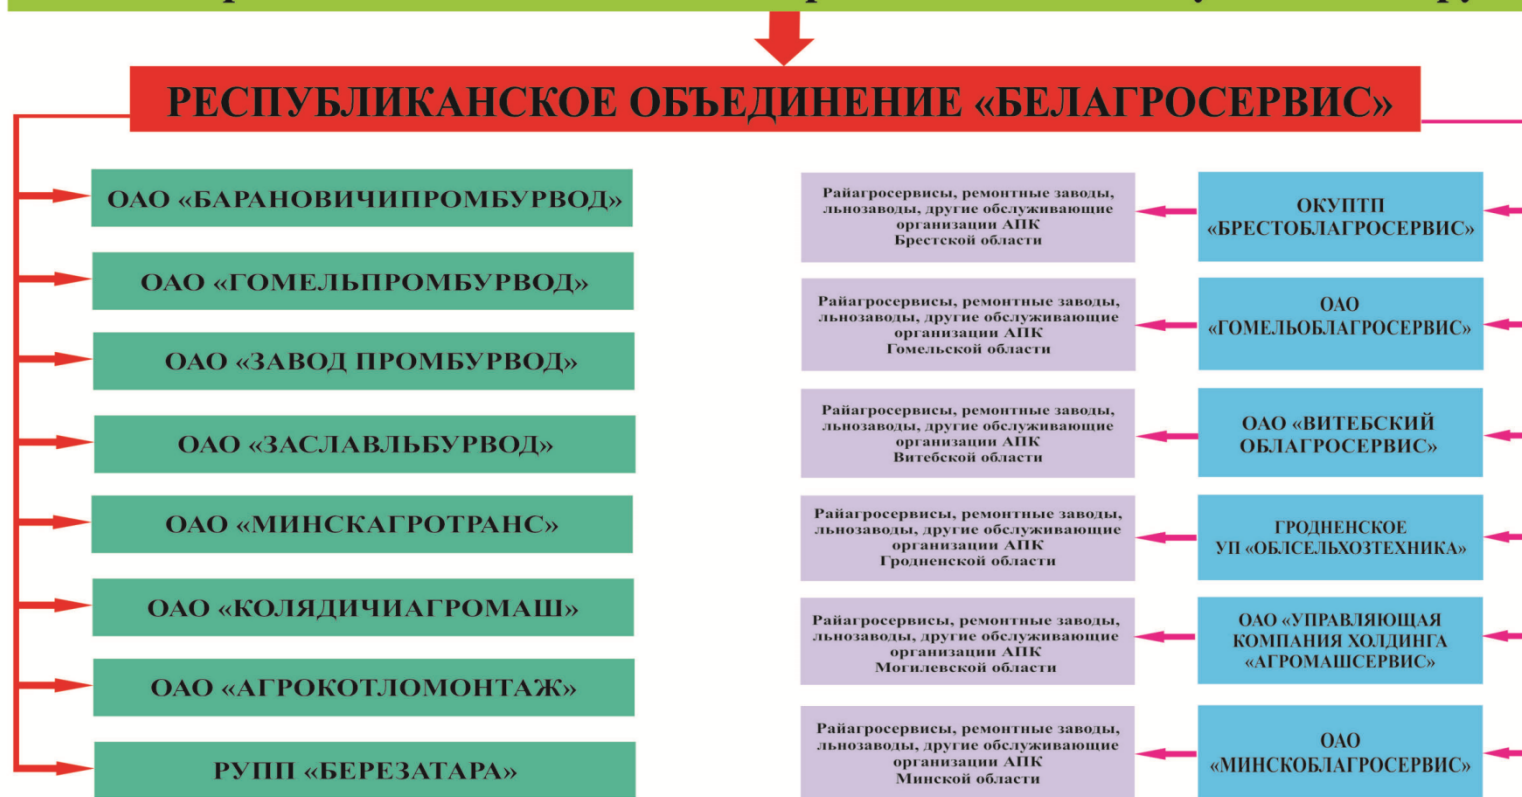 РЕСПУБЛИКАНСКОЕ ОБЪЕДИНЕНИЕ «БЕЛАГРОСЕРВИС»
ОАО «БАРАНОВИЧИПРОМБУРВОД»
ОАО «ГОМЕЛЬПРОМБУРВОД»
ОАО «ЗАВОД ПРОМБУРВОД»
ОАО «ЗАСЛАВЛЬБУРВОД»
ОАО «МИНСКАГРОТРАНС»
ОАО «КОЛЯДИЧИАГРОМАШ»
ОАО «АГРОКОТЛОМОНТАЖ»
РУПП «БЕРЕЗАТАРА»
Райагросервисы, ремонтные заводы,
льнозаводы, другие обслуживающие
организации АПК
Брестской области
ОКУПТП
«БРЕСТОБЛАГРОСЕРВИС»
Райагросервисы, ремонтные заводы,
льнозаводы, другие обслуживающие
организации АПК
Гомельской области
ОАО
«ГОМЕЛЬОБЛАГРОСЕРВИС»
Райагросервисы, ремонтные заводы,
льнозаводы, другие обслуживающие
организации АПК
Витебской области
ОАО «ВИТЕБСКИЙ
ОБЛАГРОСЕРВИС»
Райагросервисы, ремонтные заводы,
льнозаводы, другие обслуживающие
организации АПК
Гродненской области
ГРОДНЕНСКОЕ
УП «ОБЛСЕЛЬХОЗТЕХНИКА»
Райагросервисы, ремонтные заводы,
льнозаводы, другие обслуживающие
организации АПК
Могилевской области
ОАО «УПРАВЛЯЮЩАЯ
КОМПАНИЯ ХОЛДИНГА
«АГРОМАШСЕРВИС»
Райагросервисы, ремонтные заводы,
льнозаводы, другие обслуживающие
организации АПК
Минской области
ОАО
«МИНСКОБЛАГРОСЕРВИС»